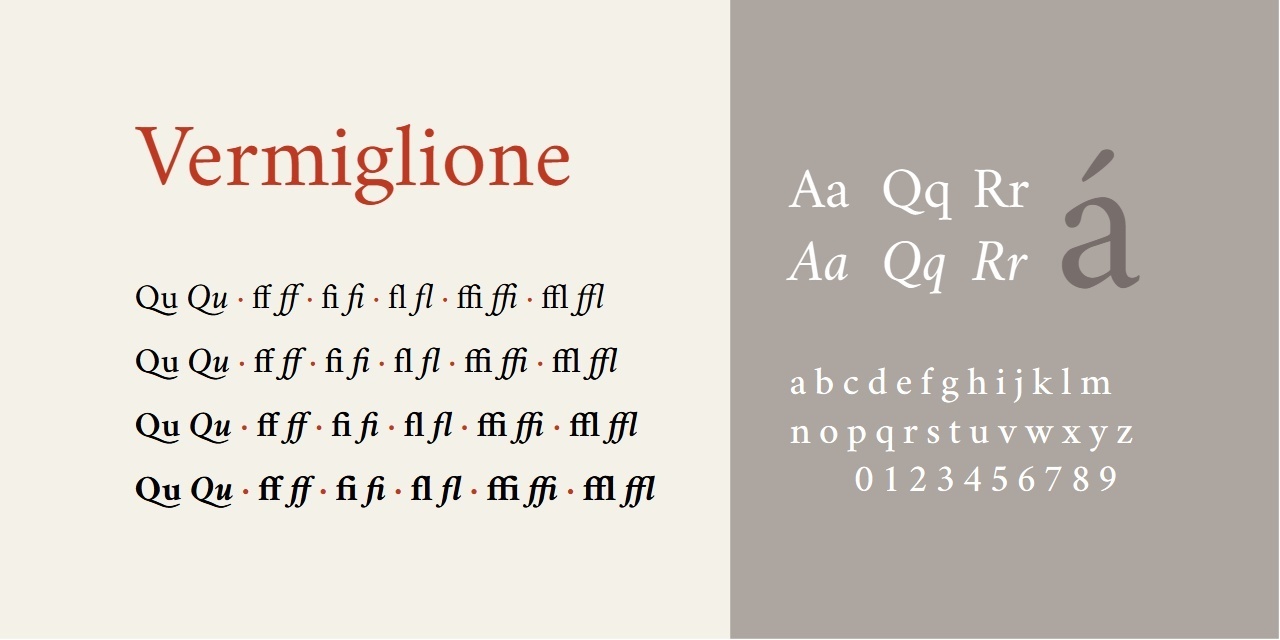 Vermiglione
Qu Qu · ff ff · fi fi · fl fl · ffi ffi · ffl ffl
Qu Qu · ff ff · fi fi · fl fl · ffi ffi · ffl ffl
Qu Qu · ff ff · fi fi · fl fl · ffi ffi · ffl ffl
Qu Qu · ff ff · fi fi · fl fl · ffi ffi · ffl ffl
Aa Qq Rr
Aa Qq Rr
á
a b c d e f g h i j k l m
n o p q r s t u v w x y z
0 1 2 3 4 5 6 7 8 9